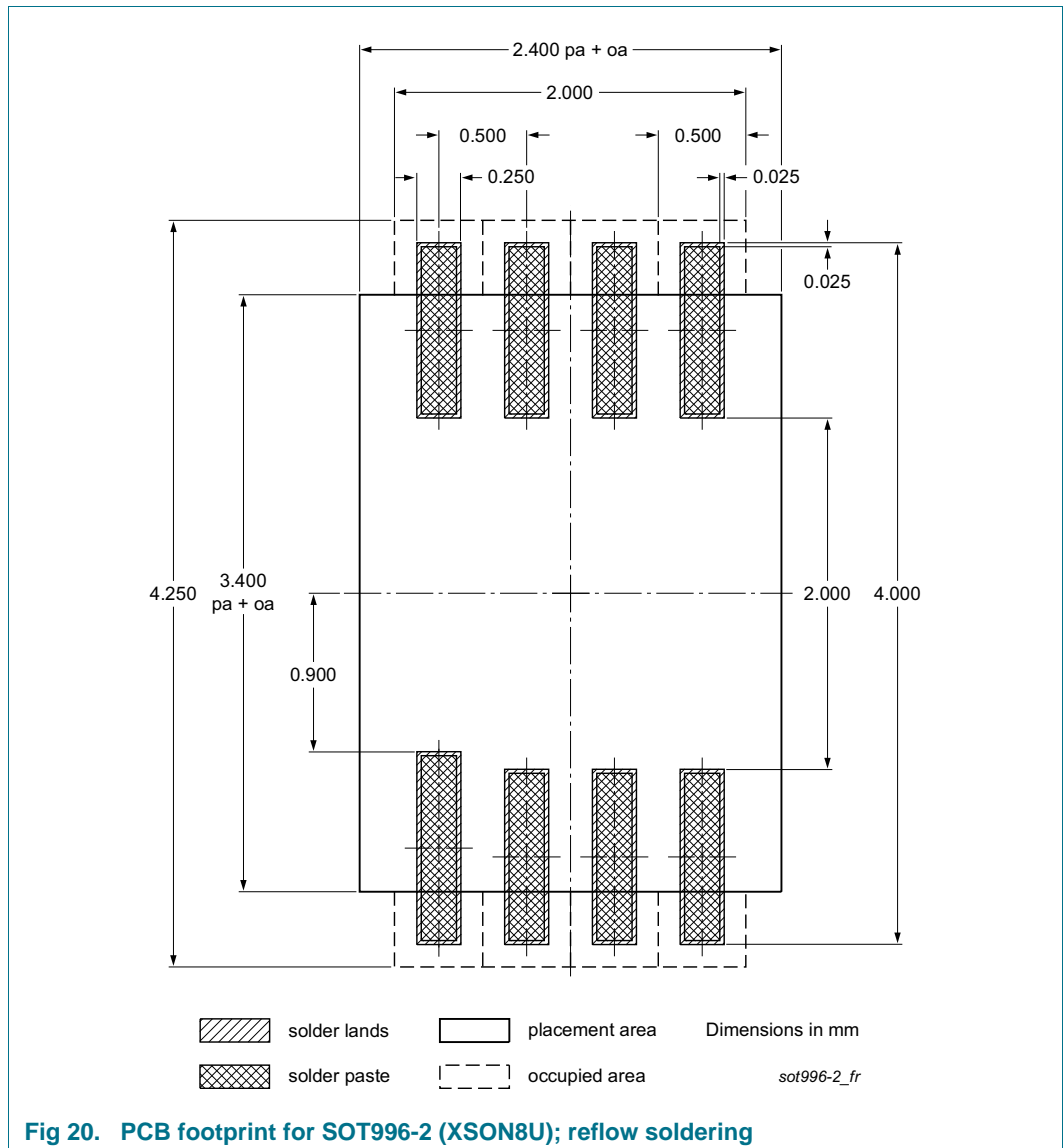 2.400 pa + oa
2.000
0.500
0.500
0.250
0.025
0.025
4.250
3.400
pa + oa
2.000
4.000
0.900
solder lands
placement area
Dimensions in mm
solder paste
occupied area
sot996-2_fr
Fig 20. PCB footprint for SOT996-2 (XSON8U); reflow soldering